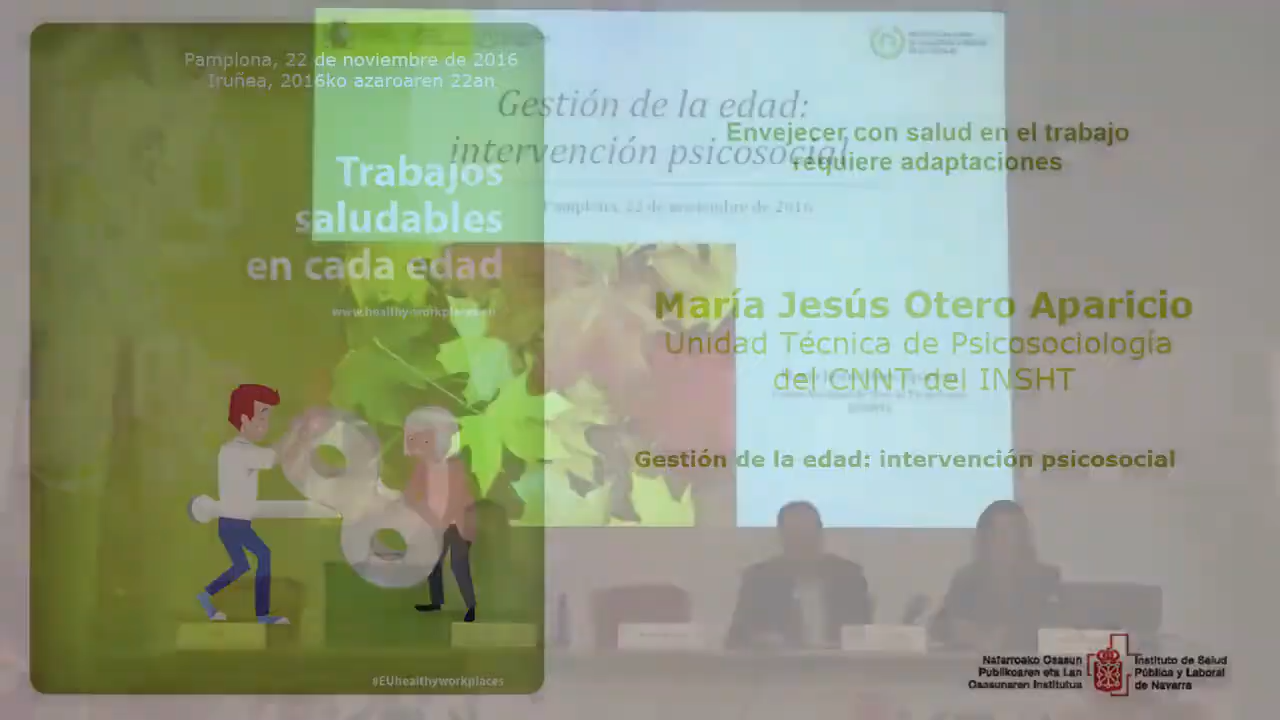 Pamplona, 22 de noviembre de 2016
Iruñea, 2016ko azaroaren 22an
Trabajos
saludables
en cada edad
www.healthy-workplaces.eu
#EUhealthyworkplaces
Gestión de la edad:
intervención psicosocial
Pamplona, 22 de noviembre de 2016
Envejecer con salud en el trabajo
requiere adaptaciones
María Jesús Otero Aparicio
Unidad Técnica de Psicosociología
del CNNT del INSHT
Gestión de la edad: intervención psicosocial
Nafarroako Osasun
Publikoaren eta Lan
Osasunaren Institutua
Instituto de Salud
Pública y Laboral
de Navarra